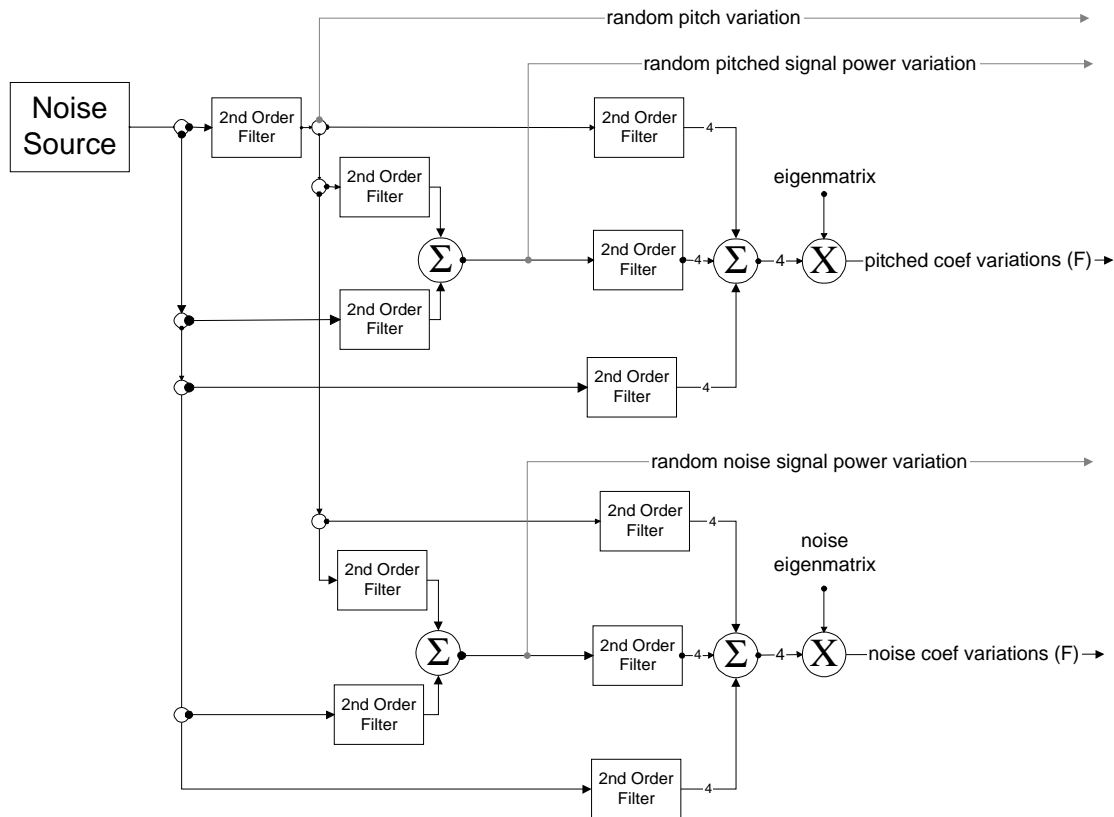 random pitch variation
random pitched signal power variation
Noise
Source
2nd Order
Filter
2nd Order
Filter
4
2nd Order
Filter
eigenmatrix
Σ
2nd Order
Filter
4
Σ
4
X
pitched coef variations (F)
2nd Order
Filter
2nd Order
Filter
4
random noise signal power variation
2nd Order
Filter
4
noise
eigenmatrix
2nd Order
Filter
Σ
2nd Order
Filter
4
Σ
4
X
noise coef variations (F)
2nd Order
Filter
2nd Order
Filter
4